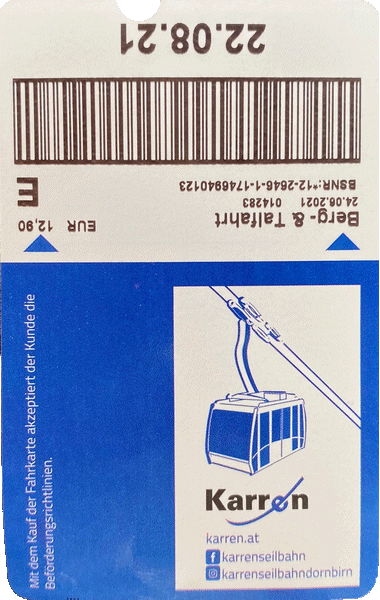 22.08.21
BSNR:*12-2646-1-1746940123
24.06.2021 014283
Berg- & Talfahrt
E
EUR 12,90
Mit dem Kauf der Fahrkarte akzeptiert der Kunde die
Beförderungsrichtlinien.
Karren
karren.at
karrenseilbahn
karrenseilbahndornbirn